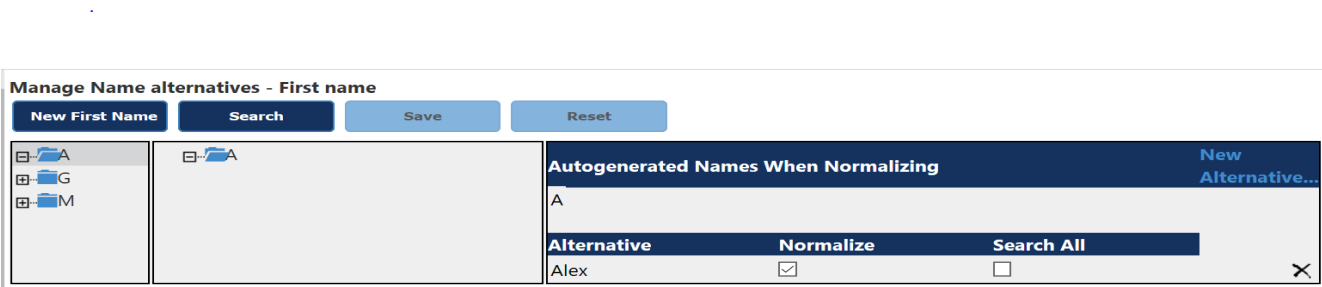 Manage Name alternatives - First name
New First Name Search Save Reset
A
G
M
A
Autogenerated Names When Normalizing
New
Alternative...
A
Alternative Normalize Search All
Alex